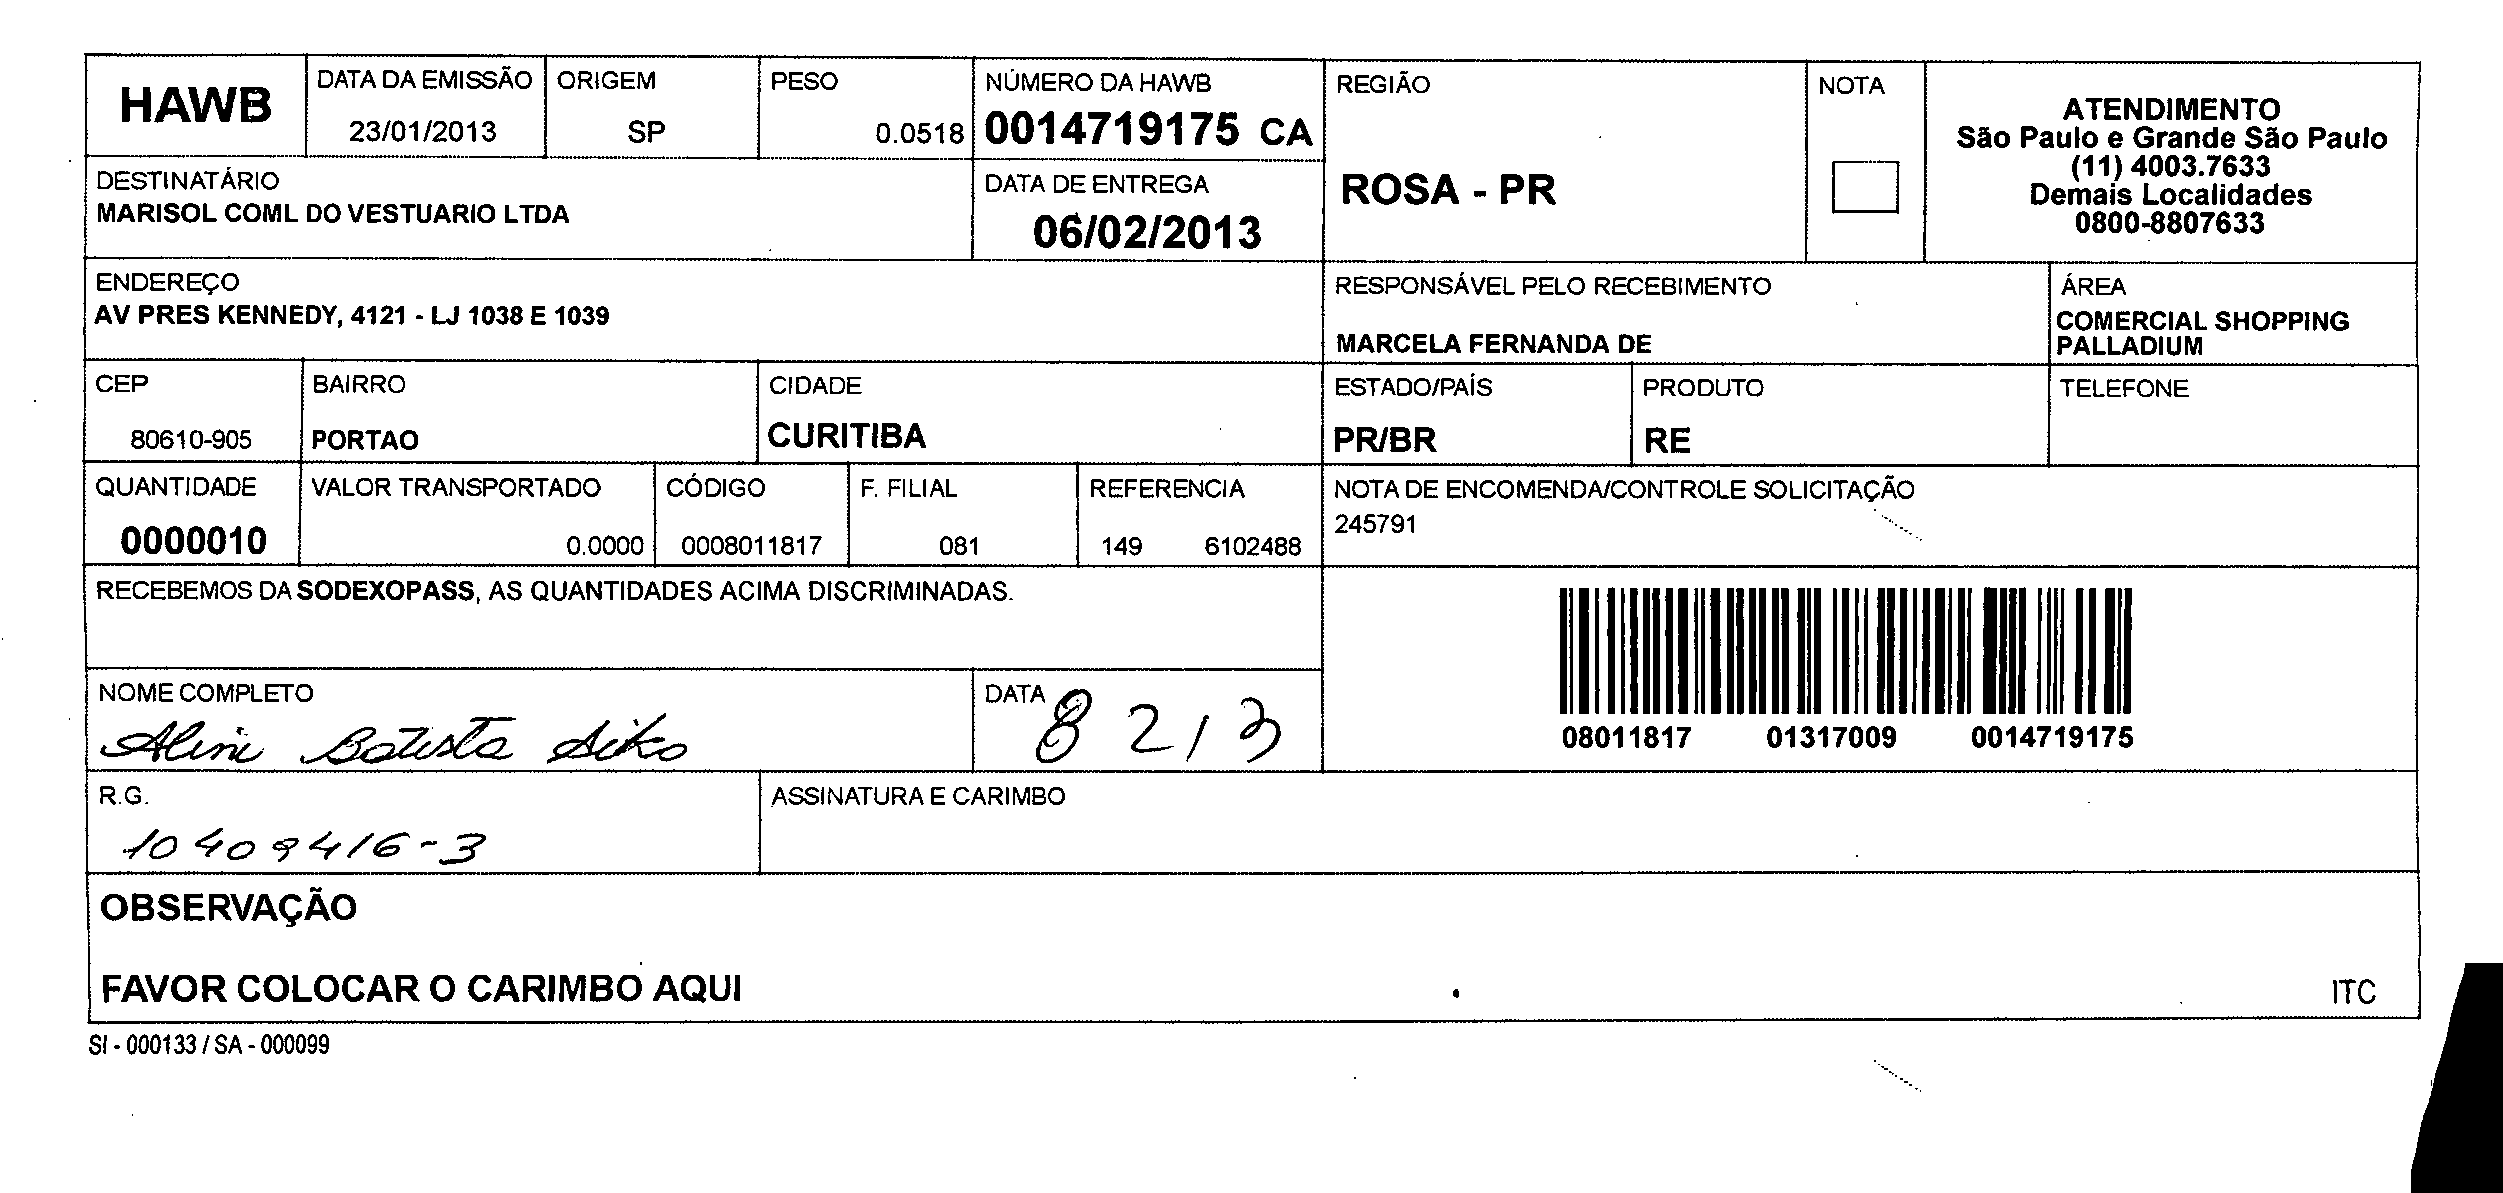 HAWB
DATA DA EMISSÃO
23/01/2013
ORIGEM
SP
PESO
0.0518
NÚMERO DA HAWB
0014719175 CA
REGIÃO
ROSA - PR
NOTA
ATENDIMENTO
São Paulo e Grande São Paulo
(11) 4003.7633
Demais Localidades
0800-8807633
DESTINATÁRIO
MARISOL COML DO VESTUARIO LTDA
DATA DE ENTREGA
06/02/2013
ENDEREÇO
AV PRES KENNEDY, 4121 - LJ 1038 E 1039
RESPONSÁVEL PELO RECEBIMENTO
MARCELA FERNANDA DE
ÁREA
COMERCIAL SHOPPING
PALLADIUM
CEP
80610-905
BAIRRO
PORTAO
CIDADE
CURITIBA
ESTADO/PAÍS
PR/BR
PRODUTO
RE
TELEFONE
QUANTIDADE
0000010
VALOR TRANSPORTADO
0.0000
CÓDIGO
0008011817
F. FILIAL
081
REFERENCIA
149 6102488
NOTA DE ENCOMENDA/CONTROLE SOLICITAÇÃO
245791
RECEBEMOS DA SODEXOPASS, AS QUANTIDADES ACIMA DISCRIMINADAS.
08011817 01317009 0014719175
NOME COMPLETO
Batista
DATA
8 2 13
R.G.
10409416-3
ASSINATURA E CARIMBO
OBSERVAÇÃO
FAVOR COLOCAR O CARIMBO AQUI
ITC
SI - 000133 / SA - 000099